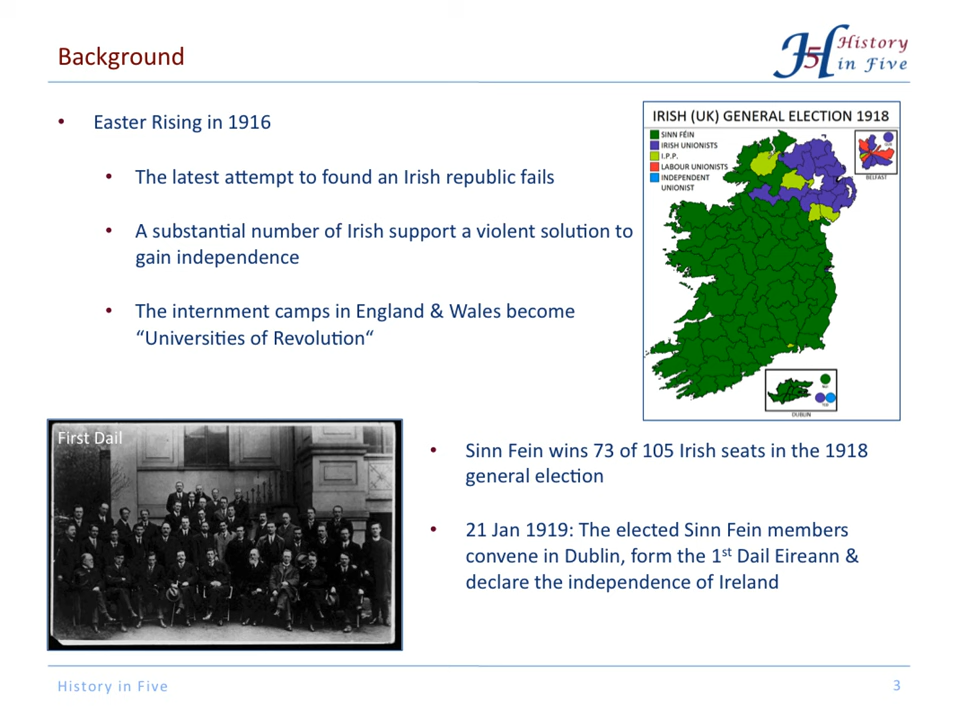 Background
History
in Five
• Easter Rising in 1916
• The latest attempt to found an Irish republic fails
• A substantial number of Irish support a violent solution to
gain independence
• The internment camps in England & Wales become
“Universities of Revolution“
IRISH (UK) GENERAL ELECTION 1918
SINN FÉIN
IRISH UNIONISTS
I.P.P.
LABOUR UNIONISTS
INDEPENDENT
UNIONIST
BELFAST
DUBLIN
First Dail
• Sinn Fein wins 73 of 105 Irish seats in the 1918
general election
• 21 Jan 1919: The elected Sinn Fein members
convene in Dublin, form the 1st Dail Eireann &
declare the independence of Ireland
History in Five
3